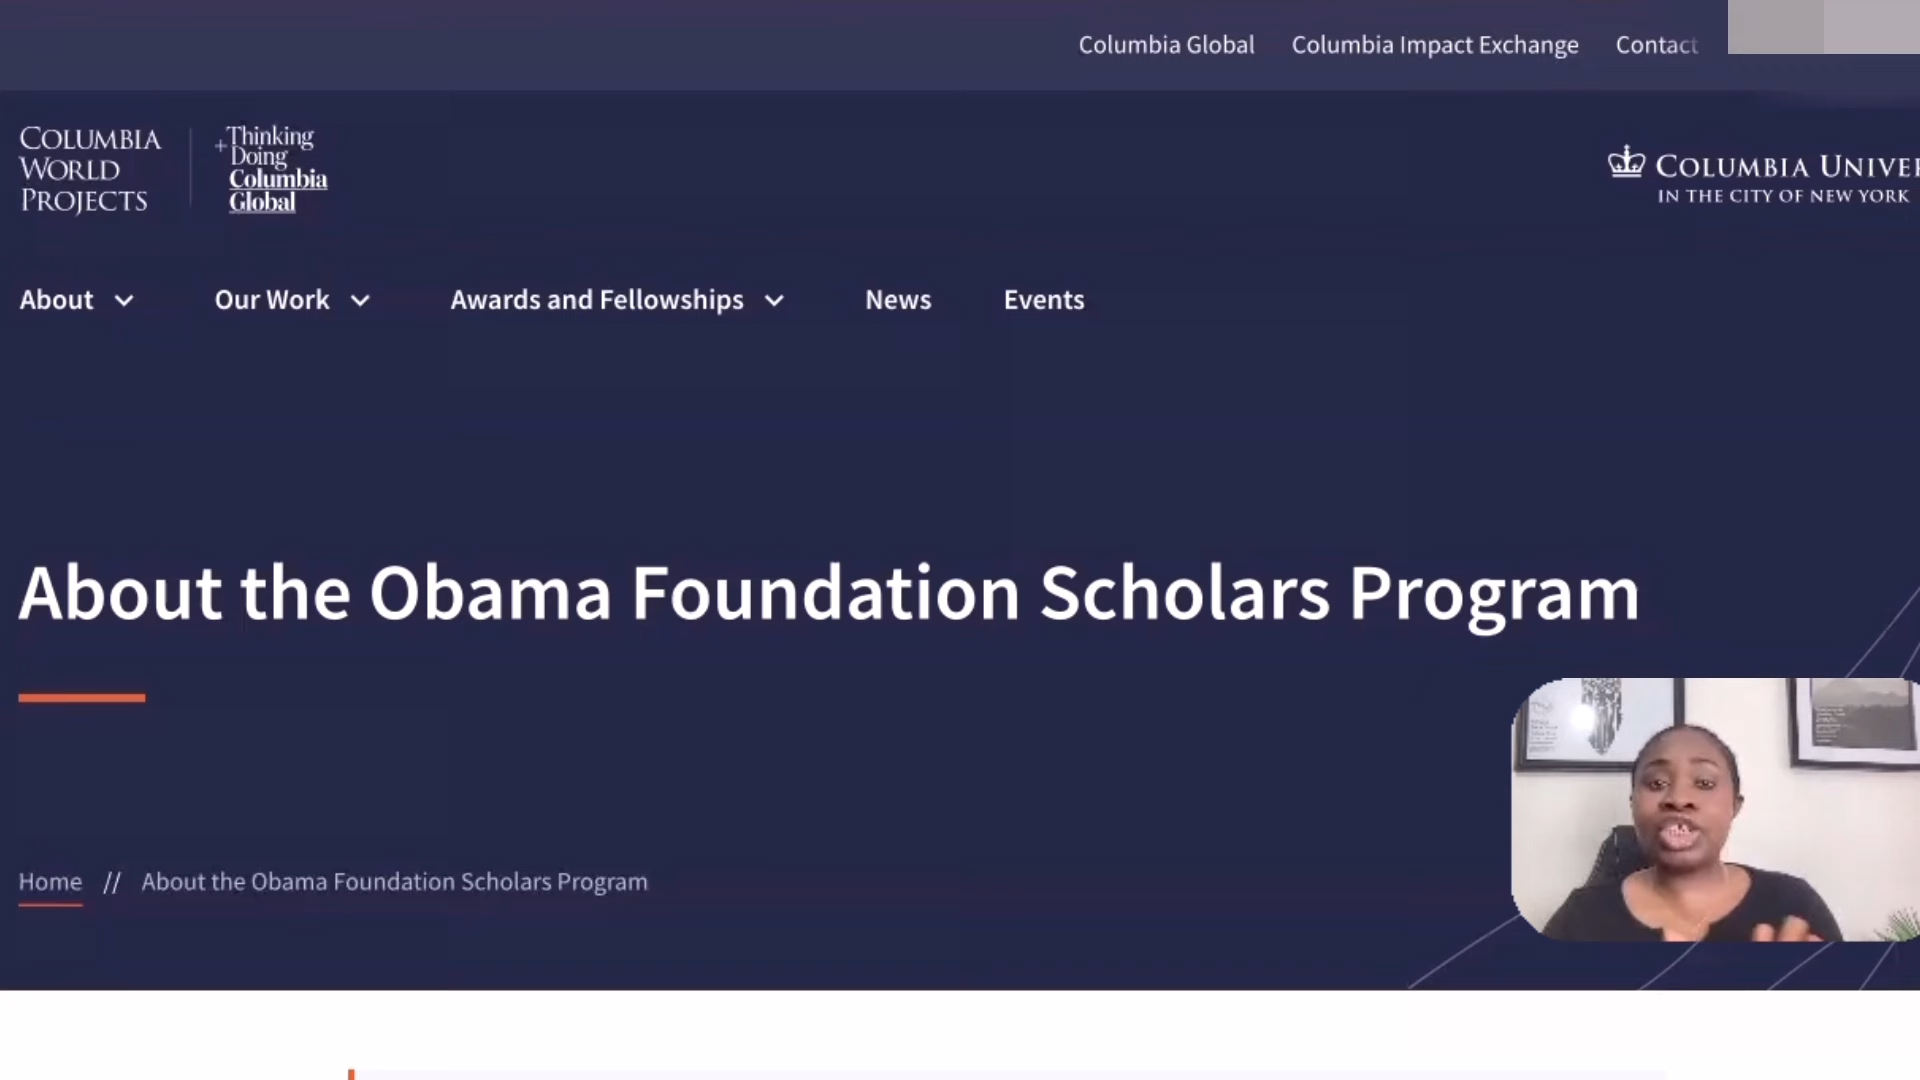 Columbia Global Columbia Impact Exchange Contact
COLUMBIA
WORLD
PROJECTS
+Thinking
Doing
Columbia
Global
COLUMBIA UNIVER
IN THE CITY OF NEW YORK
About Our Work Awards and Fellowships News Events
About the Obama Foundation Scholars Program
Home // About the Obama Foundation Scholars Program